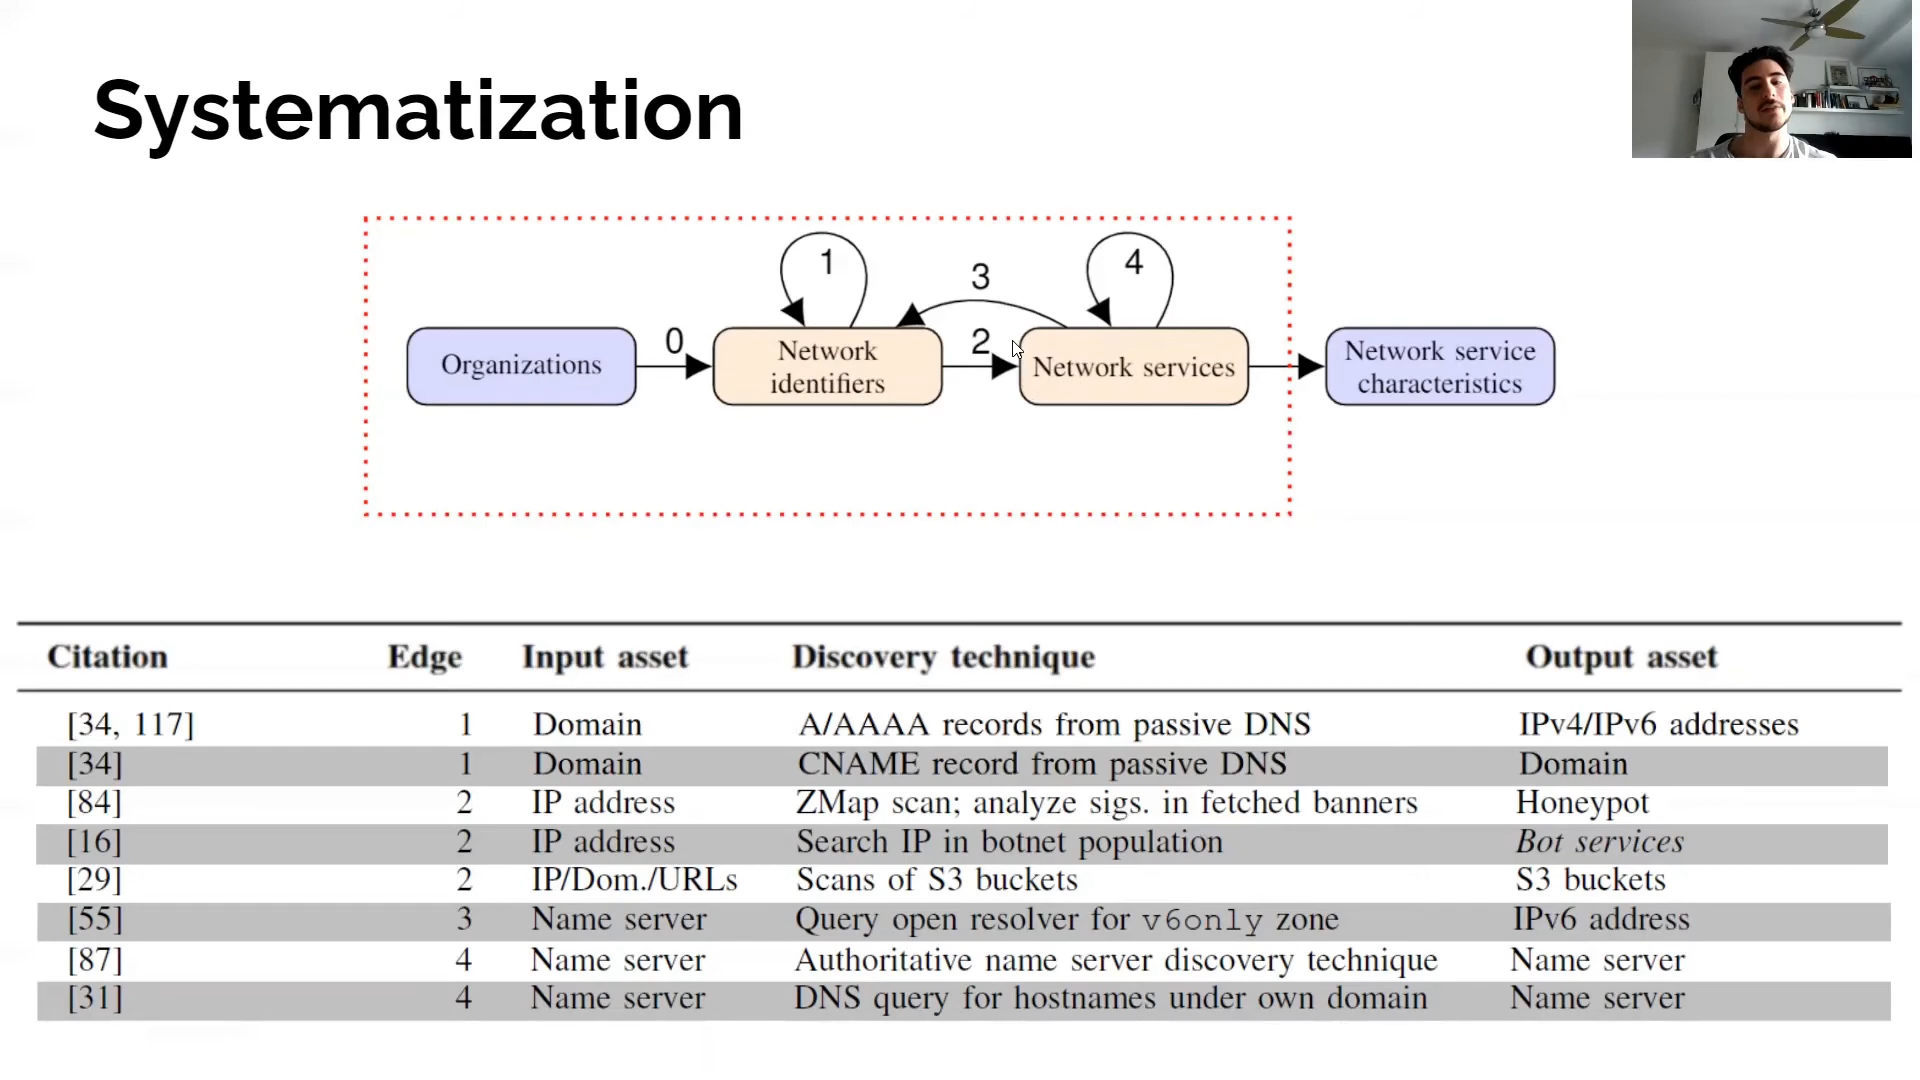 Systematization
1
4
3
0
2
Organizations
Network
identifiers
Network services
Network service
characteristics
Citation Edge Input asset Discovery technique Output asset
[34, 117] 1 Domain A/AAAA records from passive DNS IPv4/IPv6 addresses
[34] 1 Domain CNAME record from passive DNS Domain
[84] 2 IP address ZMap scan; analyze sigs. in fetched banners Honeypot
[16] 2 IP address Search IP in botnet population Bot services
[29] 2 IP/Dom./URLs Scans of S3 buckets S3 buckets
[55] 3 Name server Query open resolver for v6only zone IPv6 address
[87] 4 Name server Authoritative name server discovery technique Name server
[31] 4 Name server DNS query for hostnames under own domain Name server